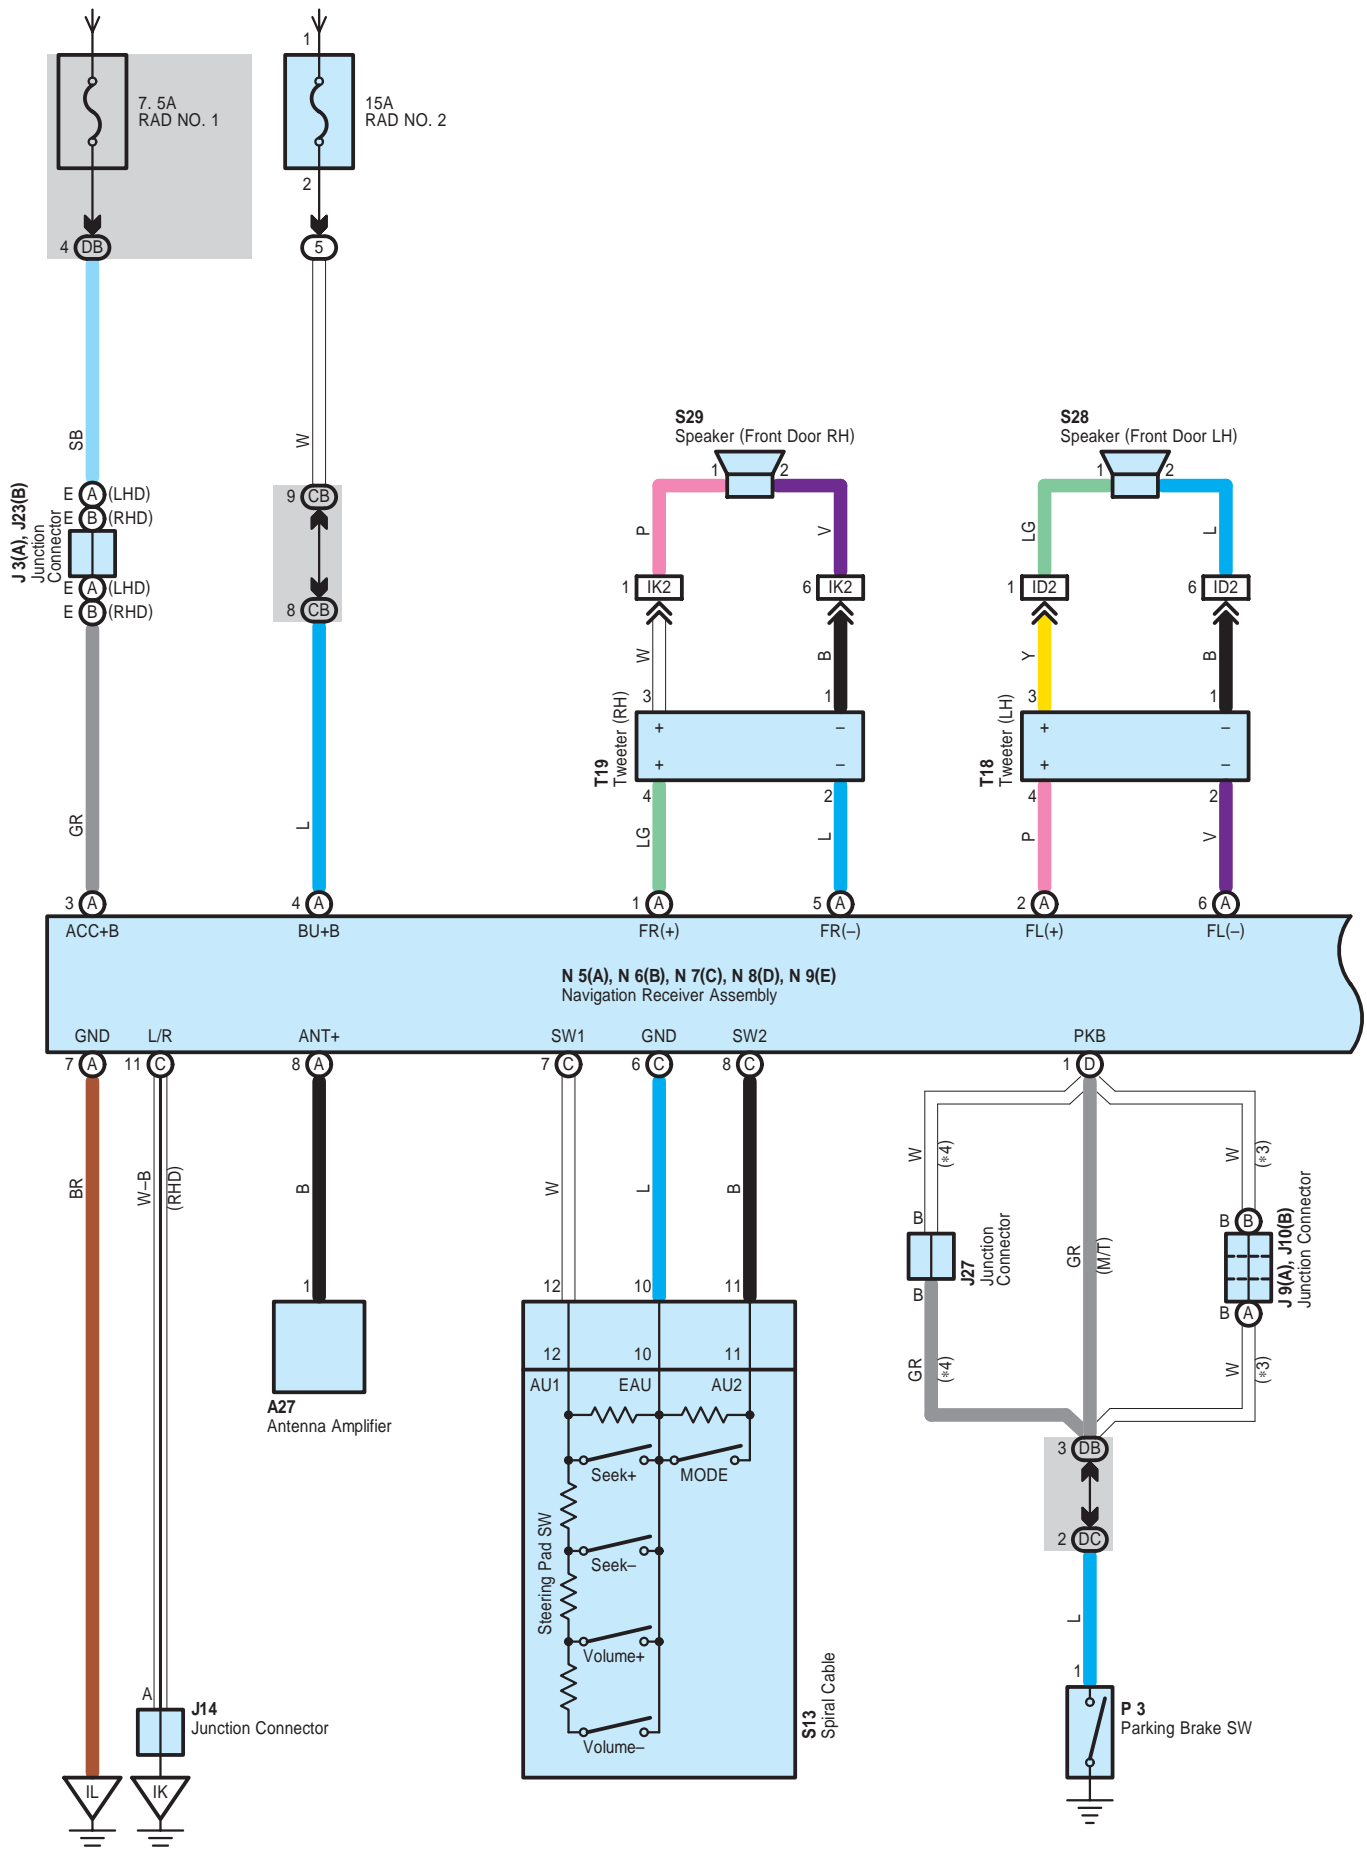 1
7. 5A
RAD NO. 1
15A
RAD NO. 2
2
4 DB
5
SB
W
S29
Speaker (Front Door RH)
1 2
S28
Speaker (Front Door LH)
1 2
J 3(A), J23(B)
Junction
Connector
E A (LHD)
E B (RHD)
E A (LHD)
E B (RHD)
9 CB
8 CB
P
V
LG
L
1 IK2
6 IK2
1 ID2
6 ID2
W
B
Y
B
3 1
3 1
T19
Tweeter (RH)
+ –
+ –
T18
Tweeter (LH)
+ –
+ –
4 2
4 2
GR
L
LG
L
P
V
3 A
4 A
1 A
5 A
2 A
6 A
ACC+B
BU+B
FR(+)
FR(–)
FL(+)
FL(–)
N 5(A), N 6(B), N 7(C), N 8(D), N 9(E)
Navigation Receiver Assembly
GND
L/R
ANT+
SW1
GND
SW2
PKB
7 A
11 C
8 A
7 C
6 C
8 C
1 D
BR
W–B
(RHD)
B
W
L
B
W
(∗4)
GR
(M/T)
W
(∗3)
B
J27
Junction
Connector
B
B B
J 9(A), J10(B)
Junction Connector
B A
GR
(∗4)
W
(∗3)
1
A27
Antenna Amplifier
12
10
11
12
10
11
AU1
EAU
AU2
Seek+
MODE
Seek–
Volume+
Volume–
Steering Pad SW
S13
Spiral Cable
3 DB
2 DC
L
1
P 3
Parking Brake SW
A
J14
Junction Connector
IL
IK